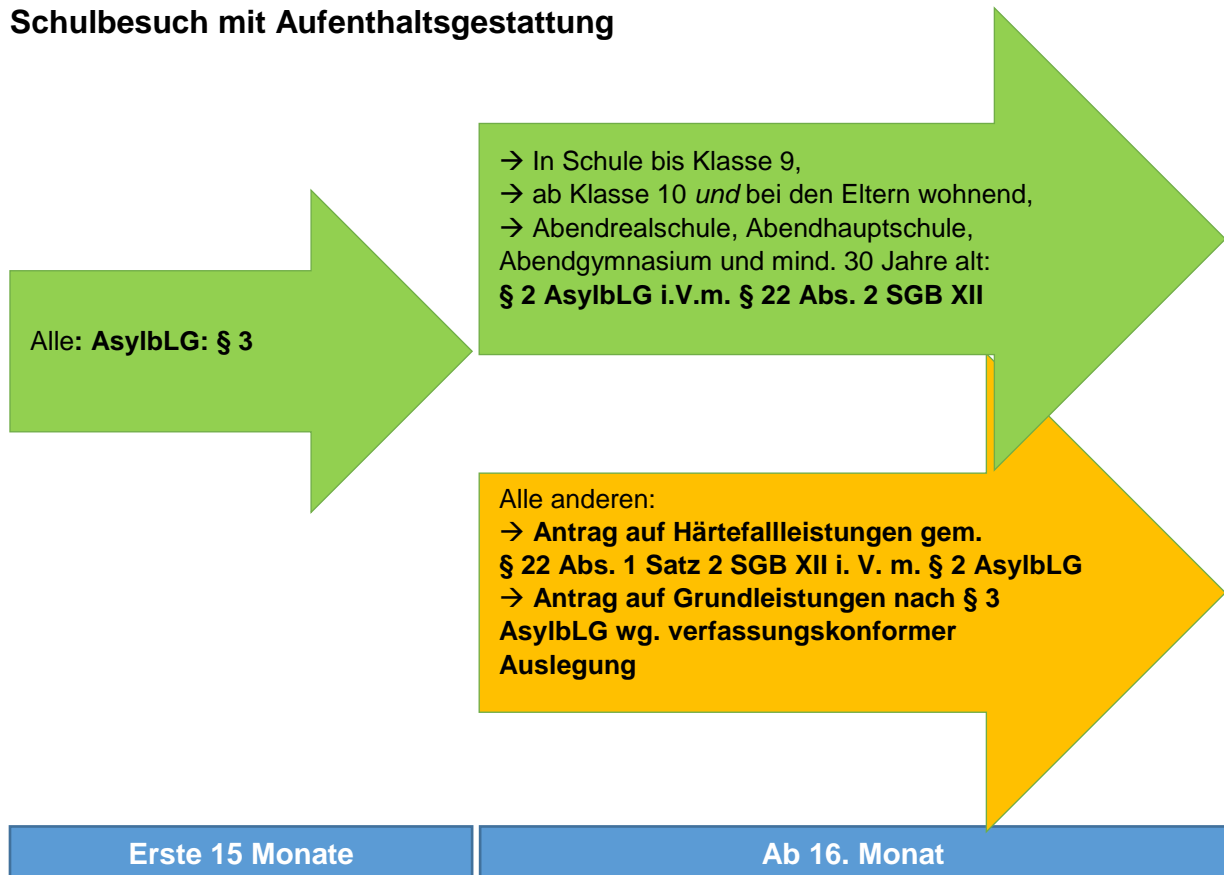 Schulbesuch mit Aufenthaltsgestattung
Alle: AsylbLG: § 3
→ In Schule bis Klasse 9,
→ ab Klasse 10 und bei den Eltern wohnend,
→ Abendrealschule, Abendhauptschule,
Abendgymnasium und mind. 30 Jahre alt:
§ 2 AsylbLG i.V.m. § 22 Abs. 2 SGB XII
Alle anderen:
→ Antrag auf Härtefallleistungen gem.
§ 22 Abs. 1 Satz 2 SGB XII i. V. m. § 2 AsylbLG
→ Antrag auf Grundleistungen nach § 3
AsylbLG wg. verfassungskonformer
Auslegung
Erste 15 Monate
Ab 16. Monat